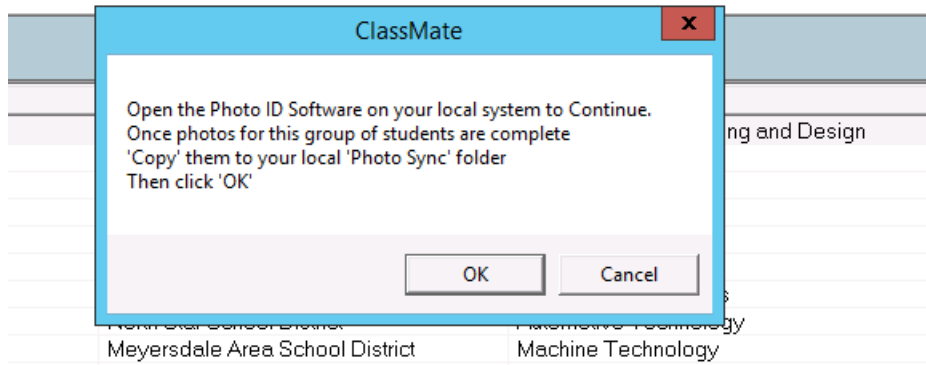 ClassMate
x
ng and Design
Open the Photo ID Software on your local system to Continue.
Once photos for this group of students are complete
'Copy' them to your local 'Photo Sync' folder
Then click 'OK'
OK
Cancel
Meyersdale Area School District
Machine Technology